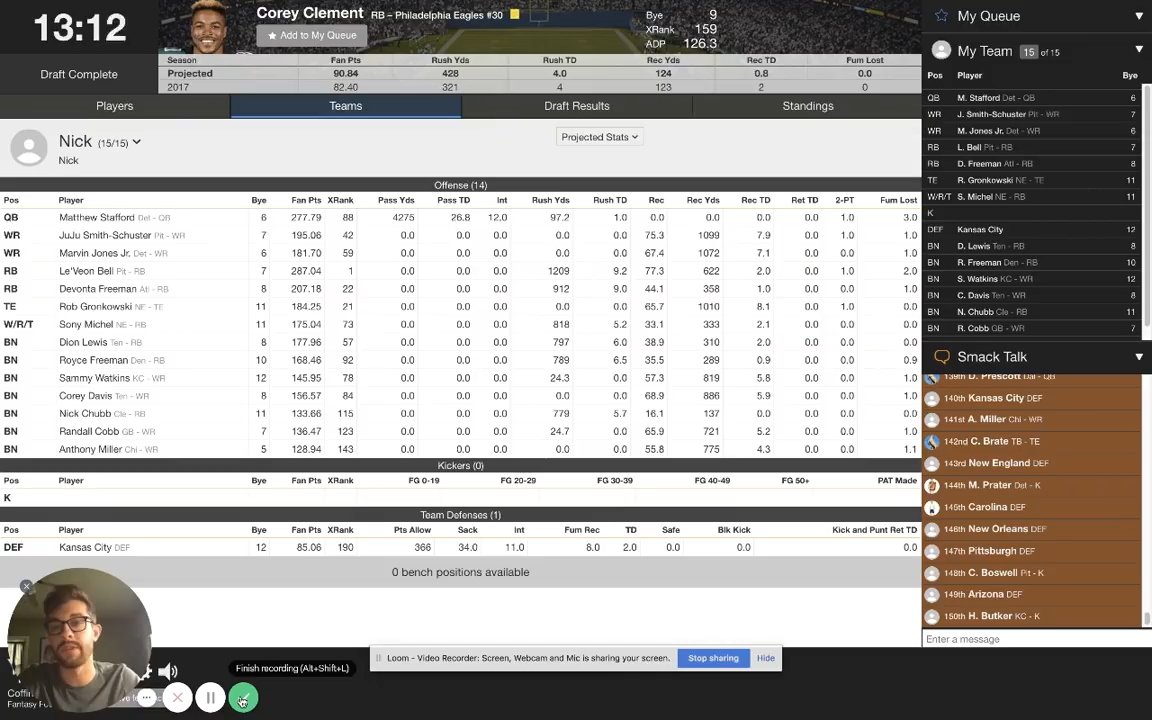 13:12
Draft Complete
Corey Clement RB – Philadelphia Eagles #30
★ Add to My Queue
Bye 9
XRank 159
ADP 126.3
Season Fan Pts Rush Yds Rush TD Rec Yds Rec TD Fum Lost
Projected 90.84 428 4.0 124 0.8 0.0
2017 82.40 321 4 123 2 0
Players Teams Draft Results Standings
Nick (15/15)
Nick
Projected Stats
Offense (14)
Pos Player Bye Fan Pts XRank Pass Yds Pass TD Int Rush Yds Rush TD Rec Rec Yds Rec TD Ret TD 2-PT Fum Lost
QB Matthew Stafford Det - QB 6 277.79 88 4275 26.8 12.0 97.2 1.0 0.0 0.0 0.0 0.0 1.0 3.0
WR JuJu Smith-Schuster Pit - WR 7 195.06 42 0.0 0.0 0.0 0.0 0.0 75.3 1099 7.9 0.0 1.0 1.0
WR Marvin Jones Jr. Det - WR 6 181.70 59 0.0 0.0 0.0 0.0 0.0 67.4 1072 7.1 0.0 0.0 1.0
RB Le'Veon Bell Pit - RB 7 287.04 1 0.0 0.0 0.0 1209 9.2 77.3 622 2.0 0.0 1.0 2.0
RB Devonta Freeman Atl - RB 8 207.18 22 0.0 0.0 0.0 912 9.0 44.1 358 1.0 0.0 0.0 1.0
TE Rob Gronkowski NE - TE 11 184.25 21 0.0 0.0 0.0 0.0 0.0 65.7 1010 8.1 0.0 1.0 0.0
W/R/T Sony Michel NE - RB 11 175.04 73 0.0 0.0 0.0 818 5.2 33.1 333 2.1 0.0 0.0 1.0
BN Dion Lewis Ten - RB 8 177.96 57 0.0 0.0 0.0 797 6.0 38.9 310 2.0 0.0 0.0 1.0
BN Royce Freeman Den - RB 10 168.46 92 0.0 0.0 0.0 789 6.5 35.5 289 0.9 0.0 0.0 0.9
BN Sammy Watkins KC - WR 12 145.95 78 0.0 0.0 0.0 24.3 0.0 57.3 819 5.8 0.0 0.0 1.0
BN Corey Davis Ten - WR 8 156.57 84 0.0 0.0 0.0 0.0 0.0 68.9 886 5.9 0.0 0.0 1.0
BN Nick Chubb Cle - RB 11 133.66 115 0.0 0.0 0.0 779 5.7 16.1 137 0.0 0.0 0.0 1.0
BN Randall Cobb GB - WR 7 136.47 123 0.0 0.0 0.0 24.7 0.0 65.9 721 5.2 0.0 0.0 1.0
BN Anthony Miller Chi - WR 5 128.94 143 0.0 0.0 0.0 0.0 0.0 55.8 775 4.3 0.0 0.0 1.1
Kickers (0)
Pos Player Bye Fan Pts XRank FG 0-19 FG 20-29 FG 30-39 FG 40-49 FG 50+ PAT Made
K
Team Defenses (1)
Pos Player Bye Fan Pts XRank Pts Allow Sack Int Fum Rec TD Safe Blk Kick Kick and Punt Ret TD
DEF Kansas City DEF 12 85.06 190 366 34.0 11.0 8.0 2.0 0.0 0.0 0.0
0 bench positions available
Finish recording (Alt+Shift+L)
Loom - Video Recorder: Screen, Webcam and Mic is sharing your screen. Stop sharing Hide
My Queue
My Team 15 of 15
Pos Player Bye
QB M. Stafford Det - QB 6
WR J. Smith-Schuster Pit - WR 7
WR M. Jones Jr. Det - WR 6
RB L. Bell Pit - RB 7
RB D. Freeman Atl - RB 8
TE R. Gronkowski NE - TE 11
W/R/T S. Michel NE - RB 11
K
DEF Kansas City 12
BN D. Lewis Ten - RB 8
BN R. Freeman Den - RB 10
BN S. Watkins KC - WR 12
BN C. Davis Ten - WR 8
BN N. Chubb Cle - RB 11
BN R. Cobb GB - WR 7
Smack Talk
139th D. Prescott Dal - QB
140th Kansas City DEF
141st A. Miller Chi - WR
142nd C. Brate TB - TE
143rd New England DEF
144th M. Prater Det - K
145th Carolina DEF
146th New Orleans DEF
147th Pittsburgh DEF
148th C. Boswell Pit - K
149th Arizona DEF
150th H. Butker KC - K
Enter a message